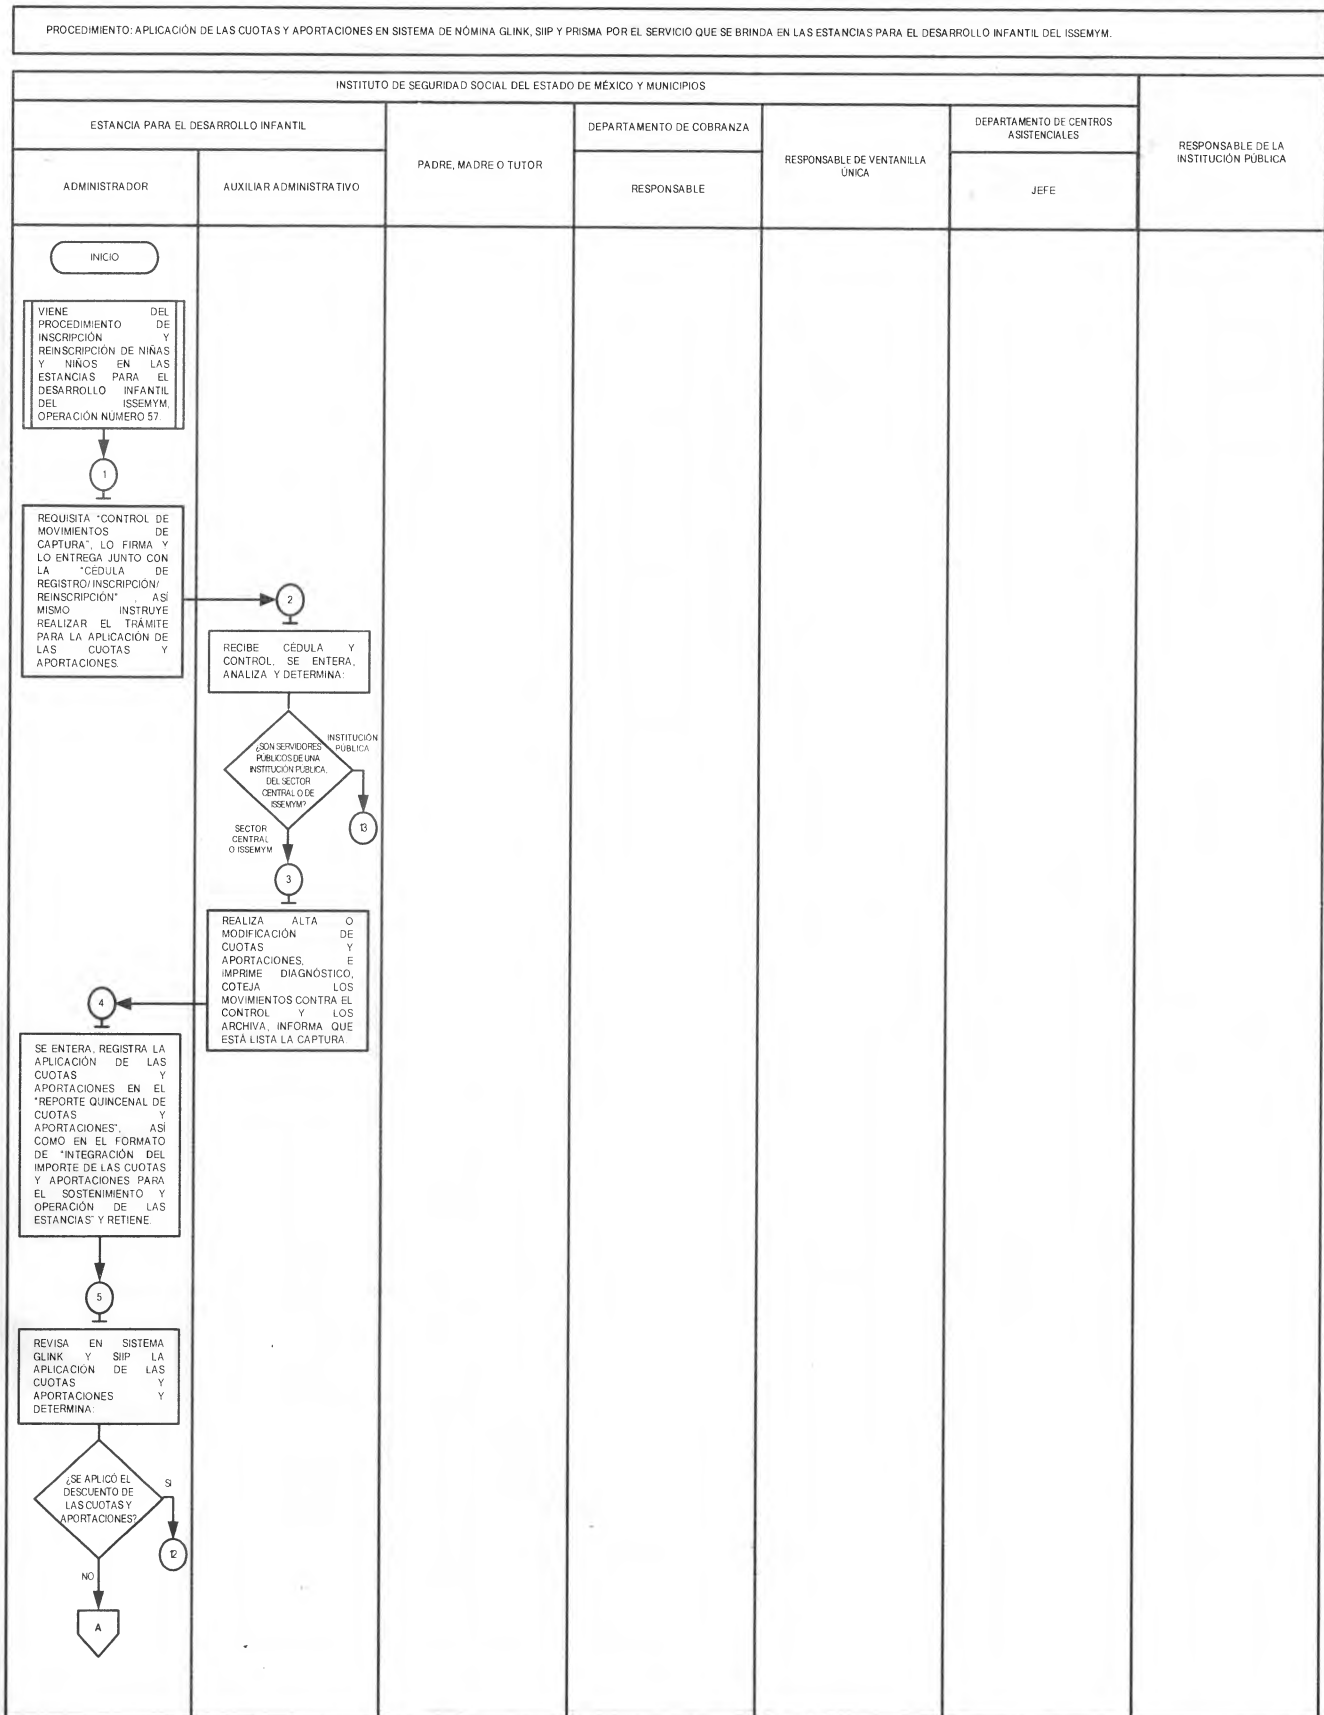 PROCEDIMIENTO: APLICACIÓN DE LAS CUOTAS Y APORTACIONES EN SISTEMA DE NÓMINA GLINK, SIIP Y PRISMA POR EL SERVICIO QUE SE BRINDA EN LAS ESTANCIAS PARA EL DESARROLLO INFANTIL DEL ISSEMYM.
INSTITUTO DE SEGURIDAD SOCIAL DEL ESTADO DE MÉXICO Y MUNICIPIOS
ESTANCIA PARA EL DESARROLLO INFANTIL
ADMINISTRADOR
AUXILIAR ADMINISTRATIVO
PADRE, MADRE O TUTOR
DEPARTAMENTO DE COBRANZA
RESPONSABLE
RESPONSABLE DE VENTANILLA
ÚNICA
DEPARTAMENTO DE CENTROS
ASISTENCIALES
JEFE
RESPONSABLE DE LA
INSTITUCIÓN PÚBLICA
INICIO
VIENE DEL
PROCEDIMIENTO DE
INSCRIPCIÓN Y
REINSCRIPCIÓN DE NIÑAS
Y NIÑOS EN LAS
ESTANCIAS PARA EL
DESARROLLO INFANTIL
DEL ISSEMYM,
OPERACIÓN NÚMERO 57.
1
REQUISITA "CONTROL DE
MOVIMIENTOS DE
CAPTURA", LO FIRMA Y
LO ENTREGA JUNTO CON
LA "CÉDULA DE
REGISTRO/INSCRIPCIÓN/
REINSCRIPCIÓN" , ASÍ
MISMO INSTRUYE
REALIZAR EL TRÁMITE
PARA LA APLICACIÓN DE
LAS CUOTAS Y
APORTACIONES.
2
RECIBE CÉDULA Y
CONTROL, SE ENTERA,
ANALIZA Y DETERMINA:
¿SON SERVIDORES
PÚBLICOS DE UNA
INSTITUCIÓN PÚBLICA,
DEL SECTOR
CENTRAL O DE
ISSEMYM?
INSTITUCIÓN
PÚBLICA
13
SECTOR
CENTRAL
O ISSEMYM
3
REALIZA ALTA O
MODIFICACIÓN DE
CUOTAS Y
APORTACIONES, E
IMPRIME DIAGNÓSTICO,
COTEJA LOS
MOVIMIENTOS CONTRA EL
CONTROL Y LOS
ARCHIVA, INFORMA QUE
ESTÁ LISTA LA CAPTURA.
4
SE ENTERA, REGISTRA LA
APLICACIÓN DE LAS
CUOTAS Y
APORTACIONES EN EL
"REPORTE QUINCENAL DE
CUOTAS Y
APORTACIONES", ASÍ
COMO EN EL FORMATO
DE "INTEGRACIÓN DEL
IMPORTE DE LAS CUOTAS
Y APORTACIONES PARA
EL SOSTENIMIENTO Y
OPERACIÓN DE LAS
ESTANCIAS" Y RETIENE.
5
REVISA EN SISTEMA
GLINK Y SIIP LA
APLICACIÓN DE LAS
CUOTAS Y
APORTACIONES Y
DETERMINA:
¿SE APLICÓ EL
DESCUENTO DE
LAS CUOTAS Y
APORTACIONES?
SI
12
NO
A